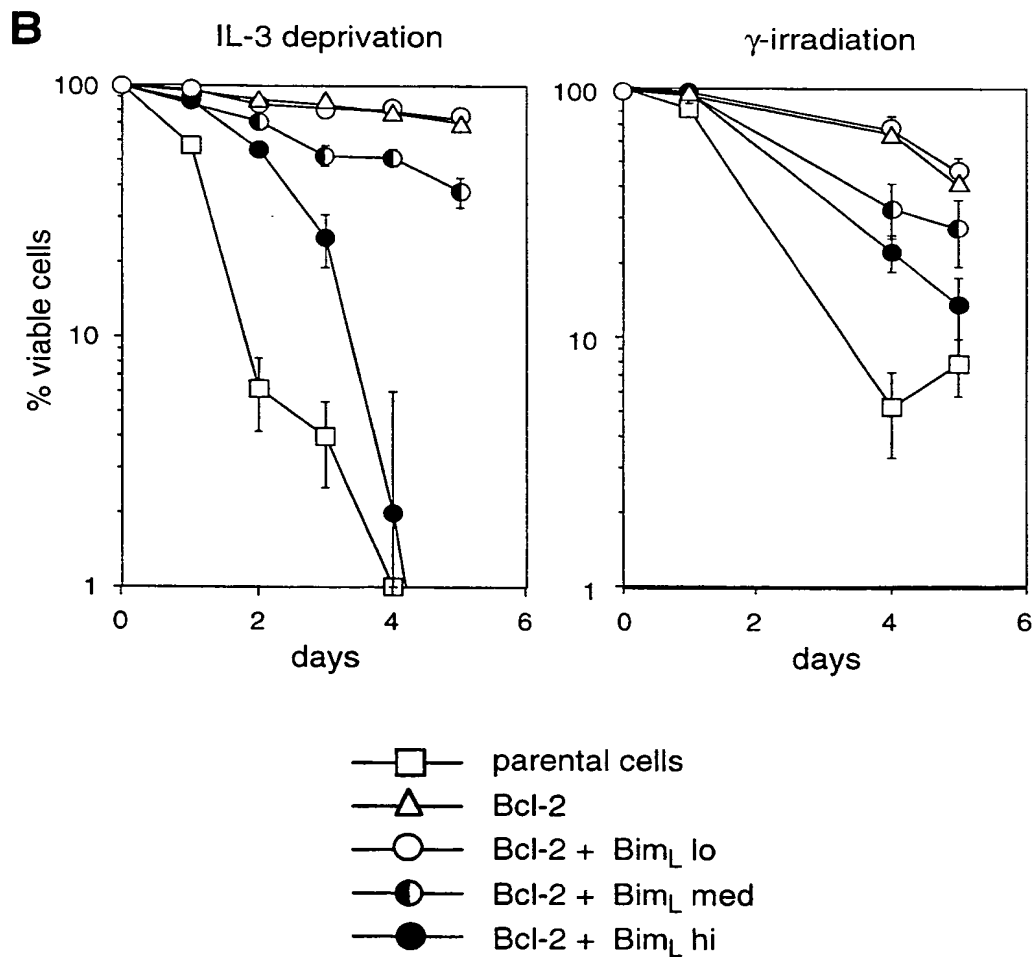 B
IL-3 deprivation
γ-irradiation
% viable cells
100
10
1
0 2 4 6
days
100
10
1
0 2 4 6
days
parental cells
Bcl-2
Bcl-2 + BimL lo
Bcl-2 + BimL med
Bcl-2 + BimL hi